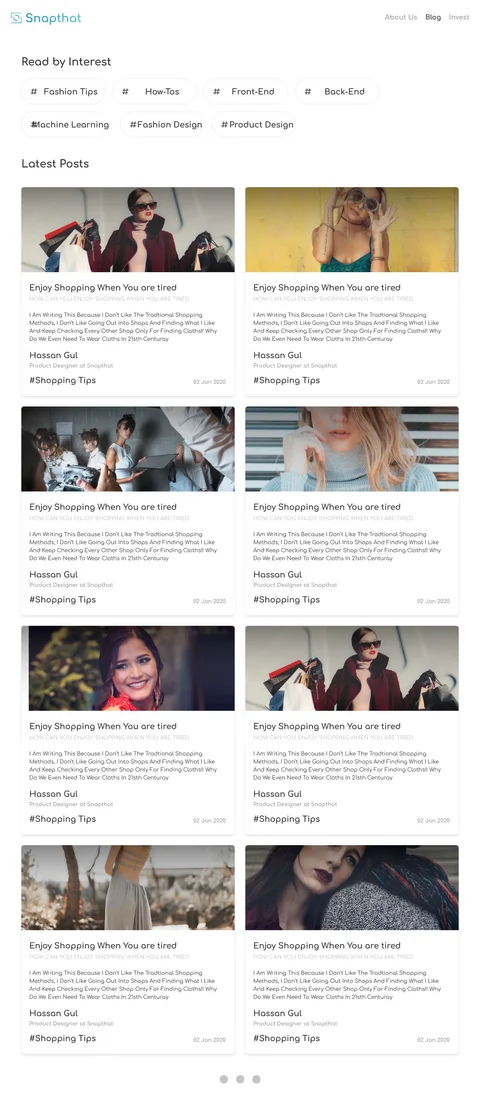 Snapthat
About Us Blog Invest
Read by Interest
# Fashion Tips # How-Tos # Front-End # Back-End
#Machine Learning #Fashion Design # Product Design
Latest Posts
Enjoy Shopping When You are tired
HOW CAN YOU ENJOY SHOPPING WHEN YOU ARE TIRED
I Am Writing This Because I Don't Like The Tradtional Shopping
Methods, I Don't Like Going Out Into Shops And Finding What I Like
And Keep Checking Every Other Shop Only For Finding Cloths!! Why
Do We Even Need To Wear Cloths In 21sth Centuray
Hassan Gul
Product Designer at Snapthat
#Shopping Tips 02 Jan 2020
Enjoy Shopping When You are tired
HOW CAN YOU ENJOY SHOPPING WHEN YOU ARE TIRED
I Am Writing This Because I Don't Like The Tradtional Shopping
Methods, I Don't Like Going Out Into Shops And Finding What I Like
And Keep Checking Every Other Shop Only For Finding Cloths!! Why
Do We Even Need To Wear Cloths In 21sth Centuray
Hassan Gul
Product Designer at Snapthat
#Shopping Tips 02 Jan 2020
Enjoy Shopping When You are tired
HOW CAN YOU ENJOY SHOPPING WHEN YOU ARE TIRED
I Am Writing This Because I Don't Like The Tradtional Shopping
Methods, I Don't Like Going Out Into Shops And Finding What I Like
And Keep Checking Every Other Shop Only For Finding Cloths!! Why
Do We Even Need To Wear Cloths In 21sth Centuray
Hassan Gul
Product Designer at Snapthat
#Shopping Tips 02 Jan 2020
Enjoy Shopping When You are tired
HOW CAN YOU ENJOY SHOPPING WHEN YOU ARE TIRED
I Am Writing This Because I Don't Like The Tradtional Shopping
Methods, I Don't Like Going Out Into Shops And Finding What I Like
And Keep Checking Every Other Shop Only For Finding Cloths!! Why
Do We Even Need To Wear Cloths In 21sth Centuray
Hassan Gul
Product Designer at Snapthat
#Shopping Tips 02 Jan 2020
Enjoy Shopping When You are tired
HOW CAN YOU ENJOY SHOPPING WHEN YOU ARE TIRED
I Am Writing This Because I Don't Like The Tradtional Shopping
Methods, I Don't Like Going Out Into Shops And Finding What I Like
And Keep Checking Every Other Shop Only For Finding Cloths!! Why
Do We Even Need To Wear Cloths In 21sth Centuray
Hassan Gul
Product Designer at Snapthat
#Shopping Tips 02 Jan 2020
Enjoy Shopping When You are tired
HOW CAN YOU ENJOY SHOPPING WHEN YOU ARE TIRED
I Am Writing This Because I Don't Like The Tradtional Shopping
Methods, I Don't Like Going Out Into Shops And Finding What I Like
And Keep Checking Every Other Shop Only For Finding Cloths!! Why
Do We Even Need To Wear Cloths In 21sth Centuray
Hassan Gul
Product Designer at Snapthat
#Shopping Tips 02 Jan 2020
Enjoy Shopping When You are tired
HOW CAN YOU ENJOY SHOPPING WHEN YOU ARE TIRED
I Am Writing This Because I Don't Like The Tradtional Shopping
Methods, I Don't Like Going Out Into Shops And Finding What I Like
And Keep Checking Every Other Shop Only For Finding Cloths!! Why
Do We Even Need To Wear Cloths In 21sth Centuray
Hassan Gul
Product Designer at Snapthat
#Shopping Tips 02 Jan 2020
Enjoy Shopping When You are tired
HOW CAN YOU ENJOY SHOPPING WHEN YOU ARE TIRED
I Am Writing This Because I Don't Like The Tradtional Shopping
Methods, I Don't Like Going Out Into Shops And Finding What I Like
And Keep Checking Every Other Shop Only For Finding Cloths!! Why
Do We Even Need To Wear Cloths In 21sth Centuray
Hassan Gul
Product Designer at Snapthat
#Shopping Tips 02 Jan 2020